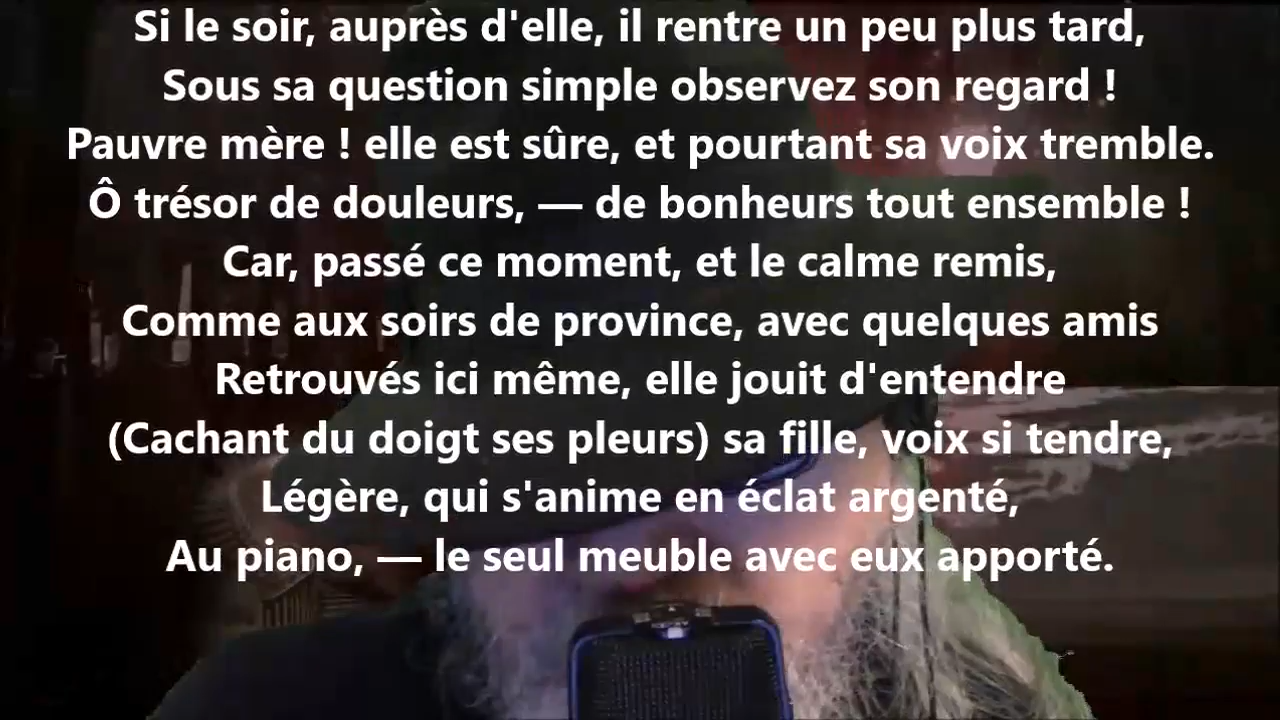 Si le soir, auprès d'elle, il rentre un peu plus tard,
Sous sa question simple observez son regard !
Pauvre mère ! elle est sûre, et pourtant sa voix tremble.
Ô trésor de douleurs, — de bonheurs tout ensemble !
Car, passé ce moment, et le calme remis,
Comme aux soirs de province, avec quelques amis
Retrouvés ici même, elle jouit d'entendre
(Cachant du doigt ses pleurs) sa fille, voix si tendre,
Légère, qui s'anime en éclat argenté,
Au piano, — le seul meuble avec eux apporté.